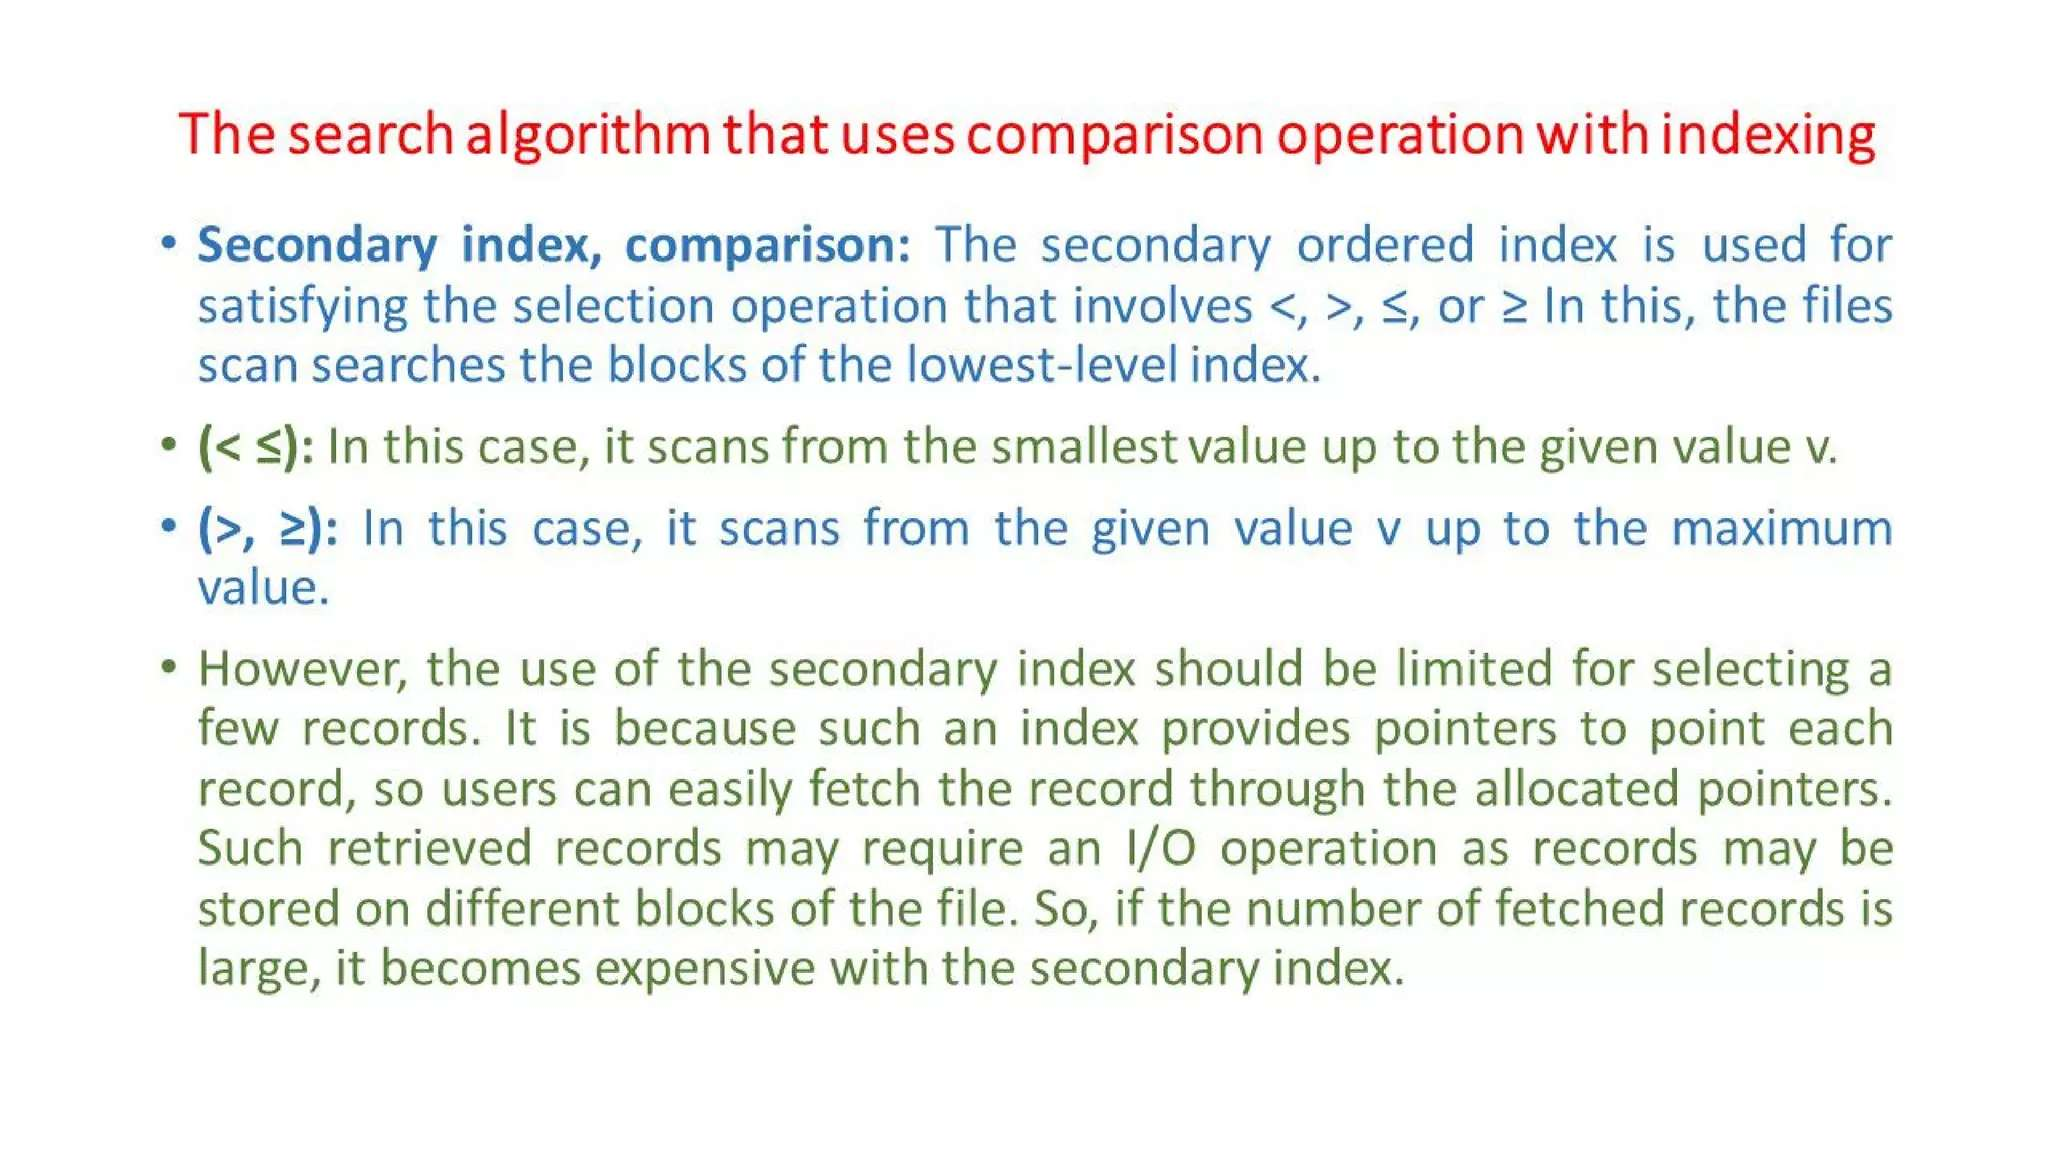 The search algorithm that uses comparison operation with indexing
• Secondary index, comparison: The secondary ordered index is used for
satisfying the selection operation that involves <, >, ≤, or ≥ In this, the files
scan searches the blocks of the lowest-level index.
• (< ≤): In this case, it scans from the smallest value up to the given value v.
• (>, ≥): In this case, it scans from the given value v up to the maximum
value.
• However, the use of the secondary index should be limited for selecting a
few records. It is because such an index provides pointers to point each
record, so users can easily fetch the record through the allocated pointers.
Such retrieved records may require an I/O operation as records may be
stored on different blocks of the file. So, if the number of fetched records is
large, it becomes expensive with the secondary index.